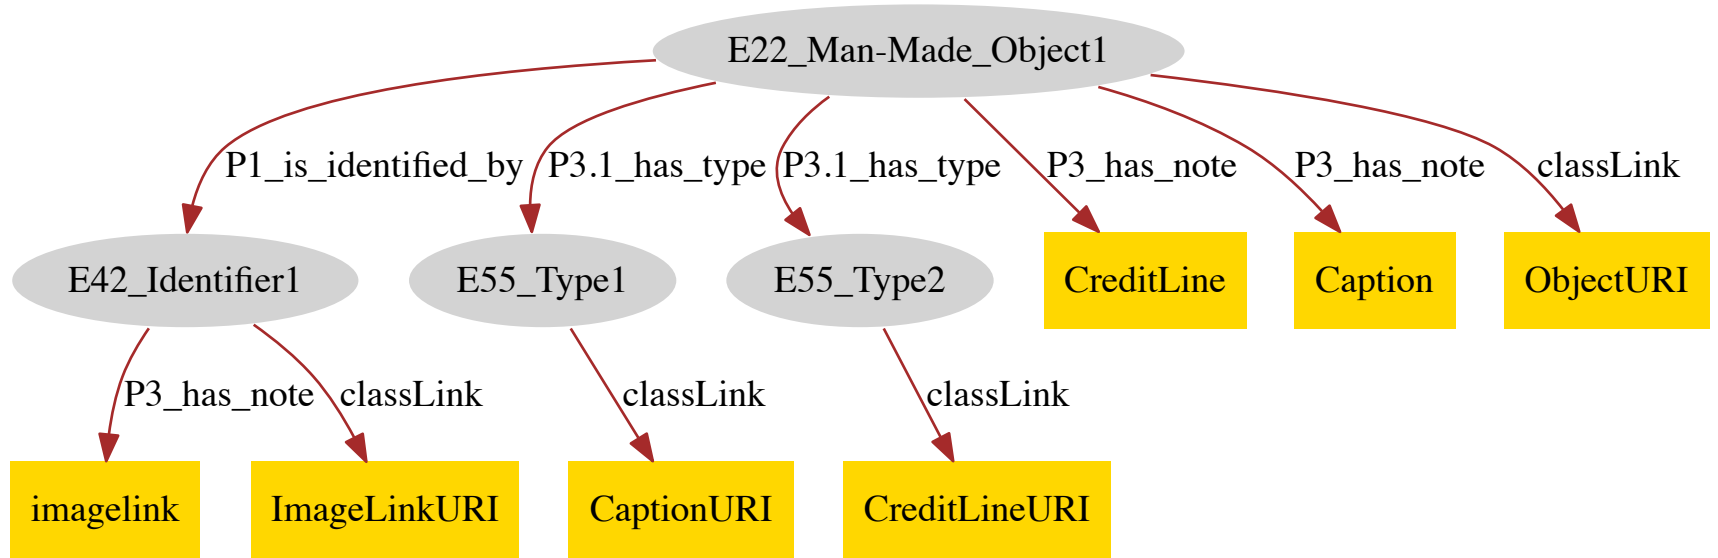 E22_Man-Made_Object1
P1_is_identified_by
P3.1_has_type
P3.1_has_type
P3_has_note
P3_has_note
classLink
E42_Identifier1
E55_Type1
E55_Type2
CreditLine
Caption
ObjectURI
P3_has_note
classLink
classLink
classLink
imagelink
ImageLinkURI
CaptionURI
CreditLineURI